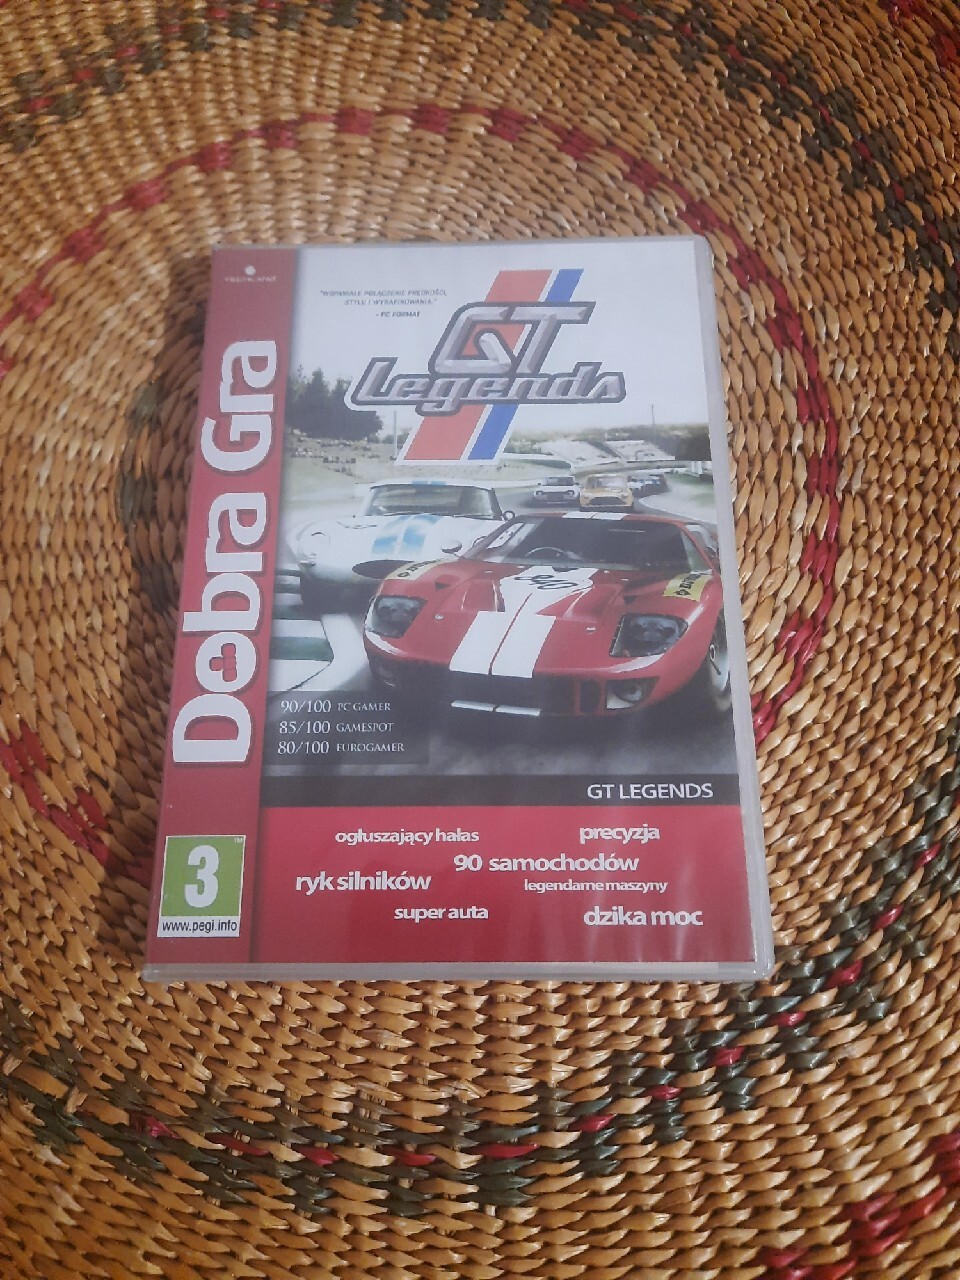 "WSPANIAŁE POŁĄCZENIE PRĘDKOŚCI,
STYLU I WYRAFINOWANIA."
- PC FORMAT
GT
Legends
Dobra Gra
90/100 PC GAMER
85/100 GAMESPOT
80/100 EUROGAMER
GT LEGENDS
ogłuszający hałas
precyzja
90 samochodów
ryk silników
legendarne maszyny
super auta
dzika moc
3
www.pegi.info